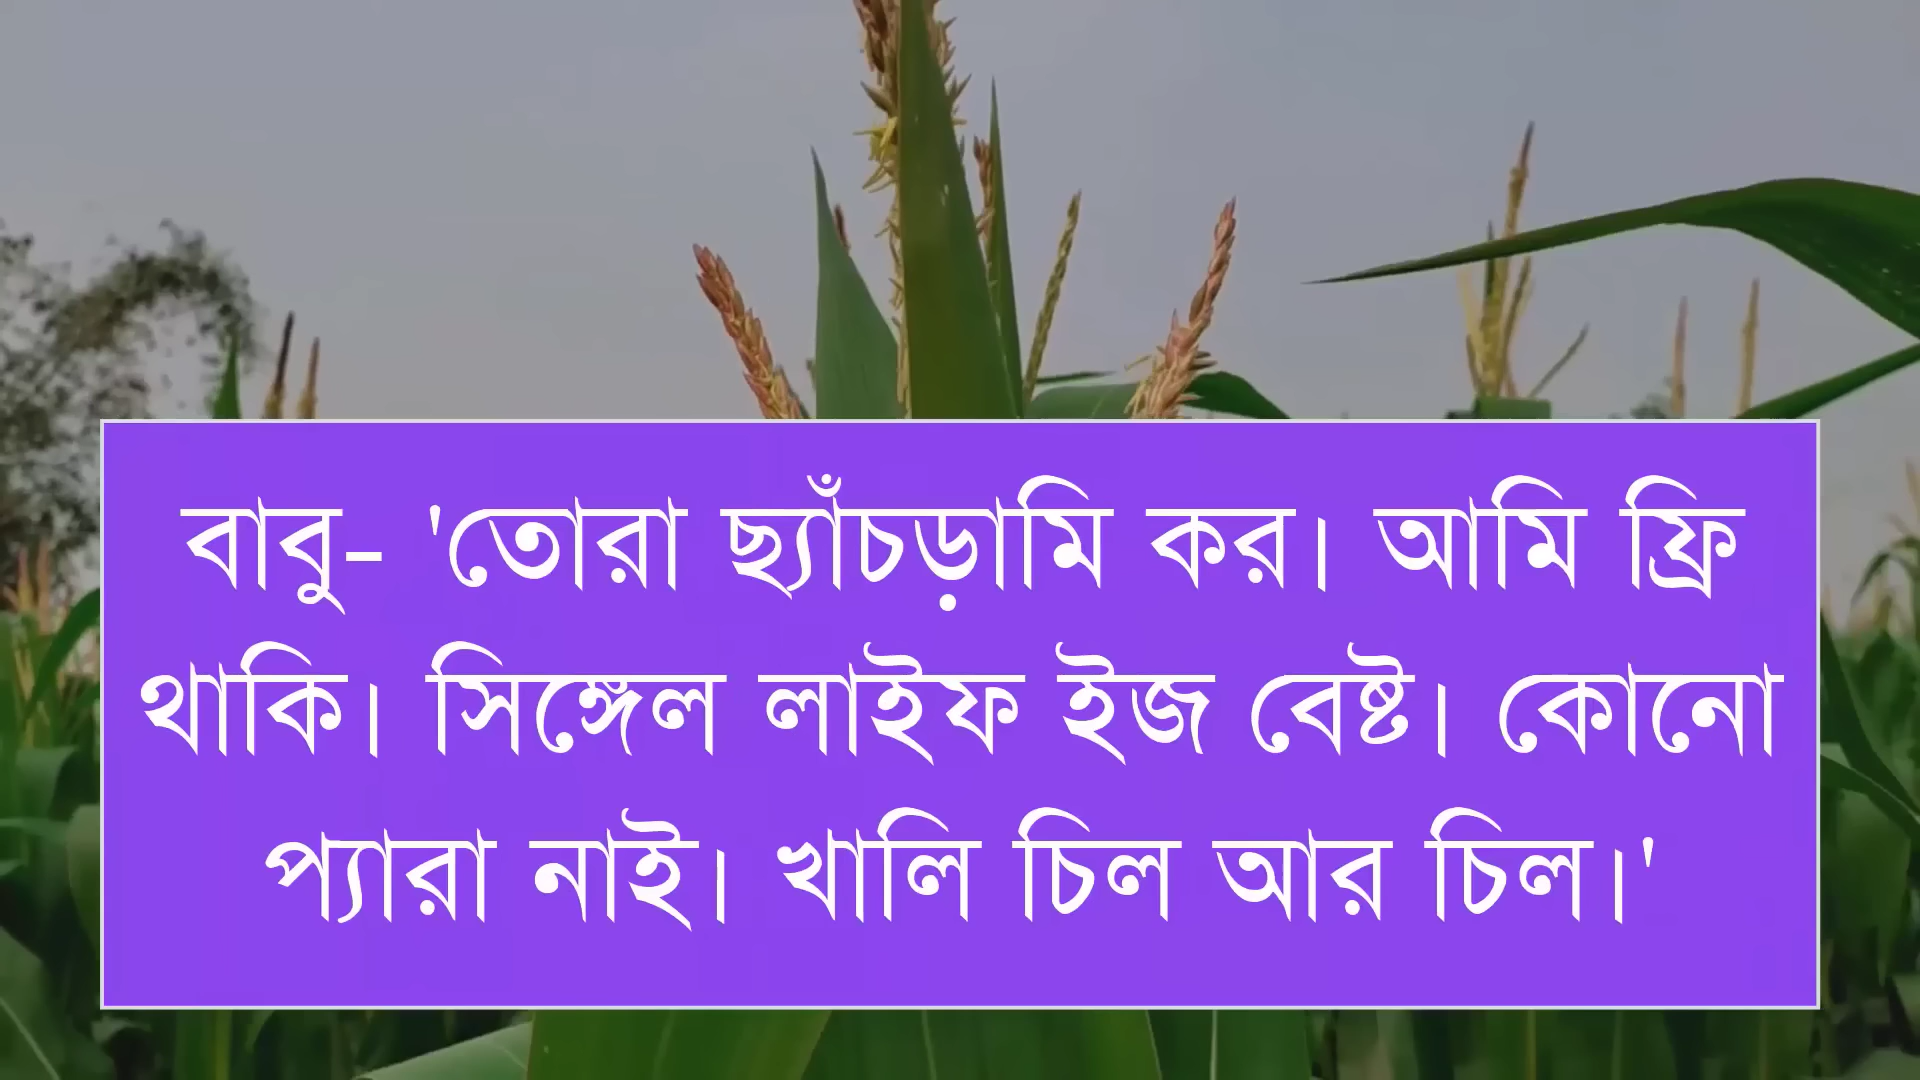 বাবু- 'তোরা ছ্যাঁচড়ামি কর। আমি ফ্রি
থাকি। সিঙ্গেল লাইফ ইজ বেষ্ট। কোনো
প্যারা নাই। খালি চিল আর চিল।'